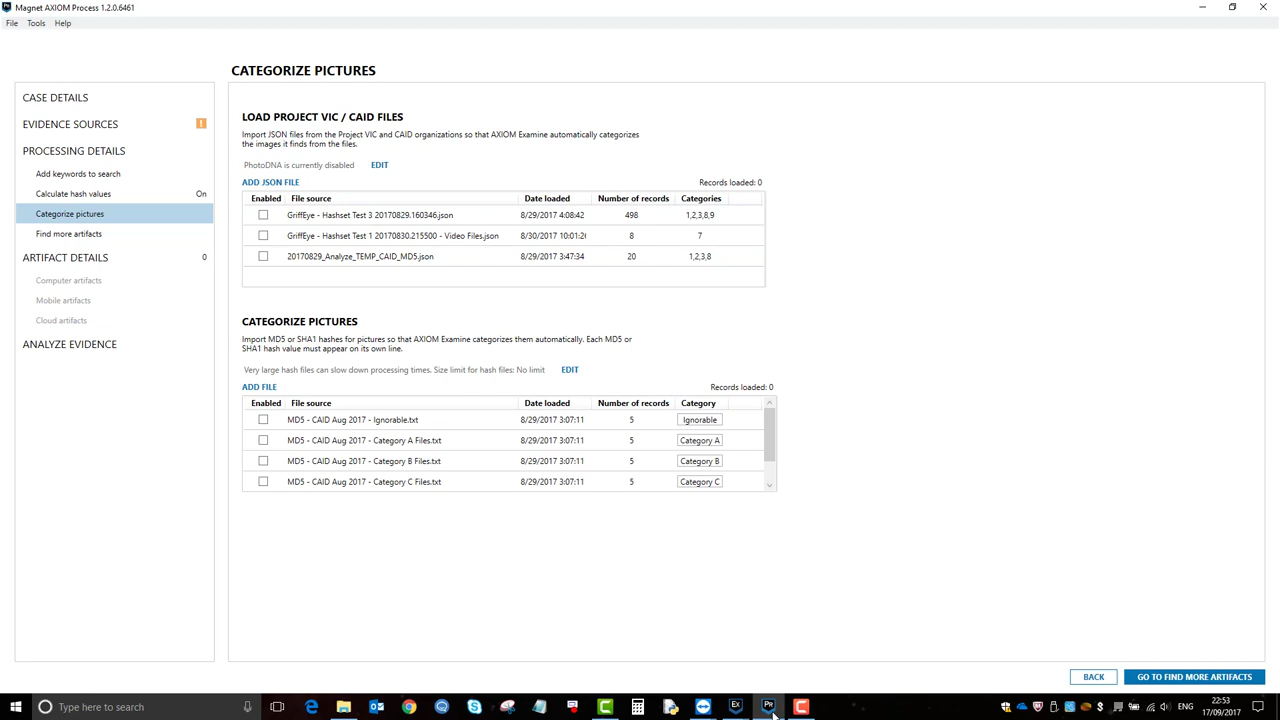 Magnet AXIOM Process 1.2.0.6461
File Tools Help
CATEGORIZE PICTURES
CASE DETAILS
EVIDENCE SOURCES !
PROCESSING DETAILS
Add keywords to search
Calculate hash values On
Categorize pictures
Find more artifacts
ARTIFACT DETAILS 0
Computer artifacts
Mobile artifacts
Cloud artifacts
ANALYZE EVIDENCE
LOAD PROJECT VIC / CAID FILES
Import JSON files from the Project VIC and CAID organizations so that AXIOM Examine automatically categorizes
the images it finds from the files.
PhotoDNA is currently disabled EDIT
ADD JSON FILE Records loaded: 0
Enabled File source Date loaded Number of records Categories
GriffEye - Hashset Test 3 20170829.160346.json 8/29/2017 4:08:42 498 1,2,3,8,9
GriffEye - Hashset Test 1 20170830.215500 - Video Files.json 8/30/2017 10:01:26 8 7
20170829_Analyze_TEMP_CAID_MD5.json 8/29/2017 3:47:34 20 1,2,3,8
CATEGORIZE PICTURES
Import MD5 or SHA1 hashes for pictures so that AXIOM Examine categorizes them automatically. Each MD5 or
SHA1 hash value must appear on its own line.
Very large hash files can slow down processing times. Size limit for hash files: No limit EDIT
ADD FILE Records loaded: 0
Enabled File source Date loaded Number of records Category
MD5 - CAID Aug 2017 - Ignorable.txt 8/29/2017 3:07:11 5 Ignorable
MD5 - CAID Aug 2017 - Category A Files.txt 8/29/2017 3:07:11 5 Category A
MD5 - CAID Aug 2017 - Category B Files.txt 8/29/2017 3:07:11 5 Category B
MD5 - CAID Aug 2017 - Category C Files.txt 8/29/2017 3:07:11 5 Category C
BACK GO TO FIND MORE ARTIFACTS
Type here to search
EX
ENG
22:53
17/09/2017